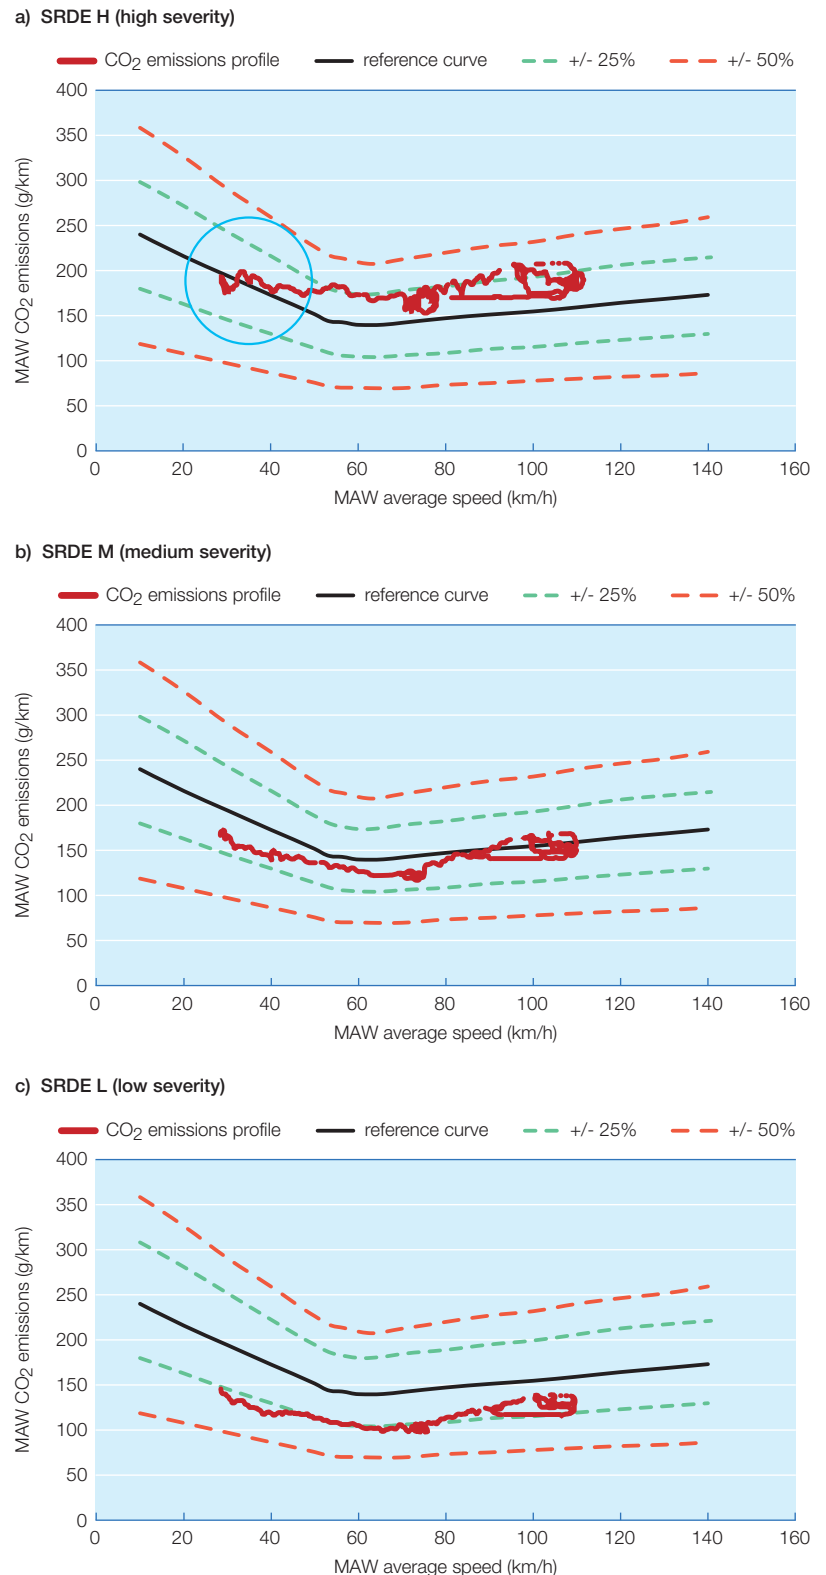 a) SRDE H (high severity)
CO2 emissions profile reference curve +/- 25% +/- 50%
400
350
300
250
200
150
100
50
0
MAW CO2 emissions (g/km)
0 20 40 60 80 100 120 140 160
MAW average speed (km/h)
b) SRDE M (medium severity)
CO2 emissions profile reference curve +/- 25% +/- 50%
400
350
300
250
200
150
100
50
0
MAW CO2 emissions (g/km)
0 20 40 60 80 100 120 140 160
MAW average speed (km/h)
c) SRDE L (low severity)
CO2 emissions profile reference curve +/- 25% +/- 50%
400
350
300
250
200
150
100
50
0
MAW CO2 emissions (g/km)
0 20 40 60 80 100 120 140 160
MAW average speed (km/h)